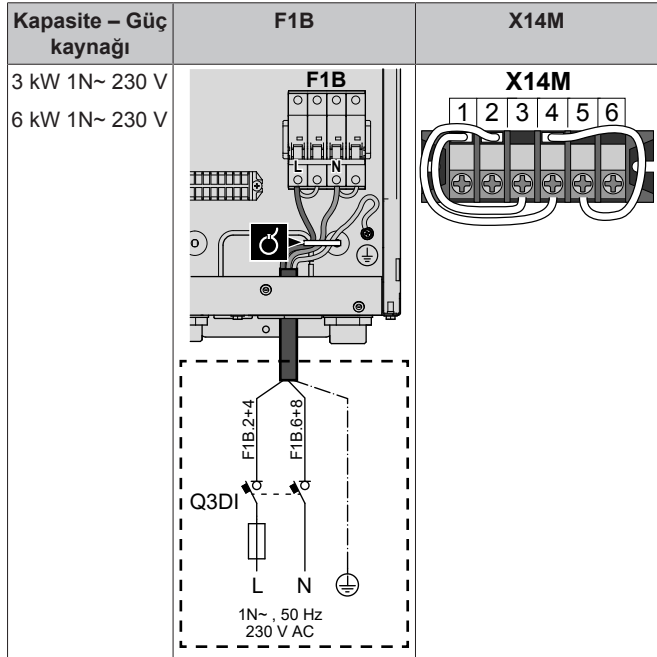 Kapasite – Güç
kaynağı
F1B
X14M
3 kW 1N~ 230 V
6 kW 1N~ 230 V
F1B
L N
X14M
1 2 3 4 5 6
F1B.2+4
F1B.6+8
Q3DI
L N
1N~ , 50 Hz
230 V AC